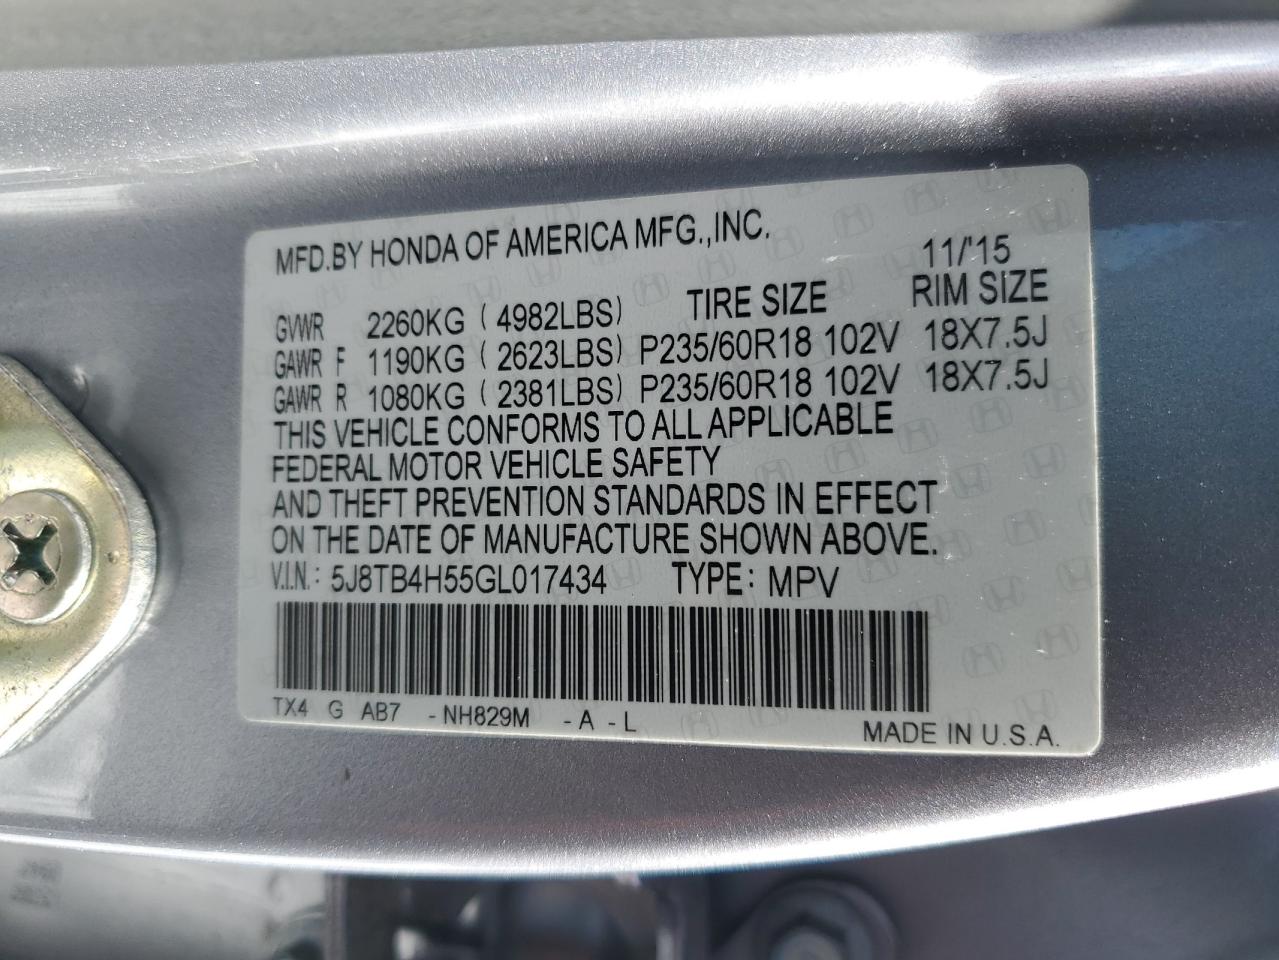 MFD.BY HONDA OF AMERICA MFG.,INC. 11/'15
TIRE SIZE RIM SIZE
GVWR 2260KG ( 4982LBS)
GAWR F 1190KG ( 2623LBS) P235/60R18 102V 18X7.5J
GAWR R 1080KG ( 2381LBS) P235/60R18 102V 18X7.5J
THIS VEHICLE CONFORMS TO ALL APPLICABLE
FEDERAL MOTOR VEHICLE SAFETY
AND THEFT PREVENTION STANDARDS IN EFFECT
ON THE DATE OF MANUFACTURE SHOWN ABOVE.
V.I.N.: 5J8TB4H55GL017434 TYPE: MPV
TX4 G AB7 -NH829M -A -L
MADE IN U.S.A.